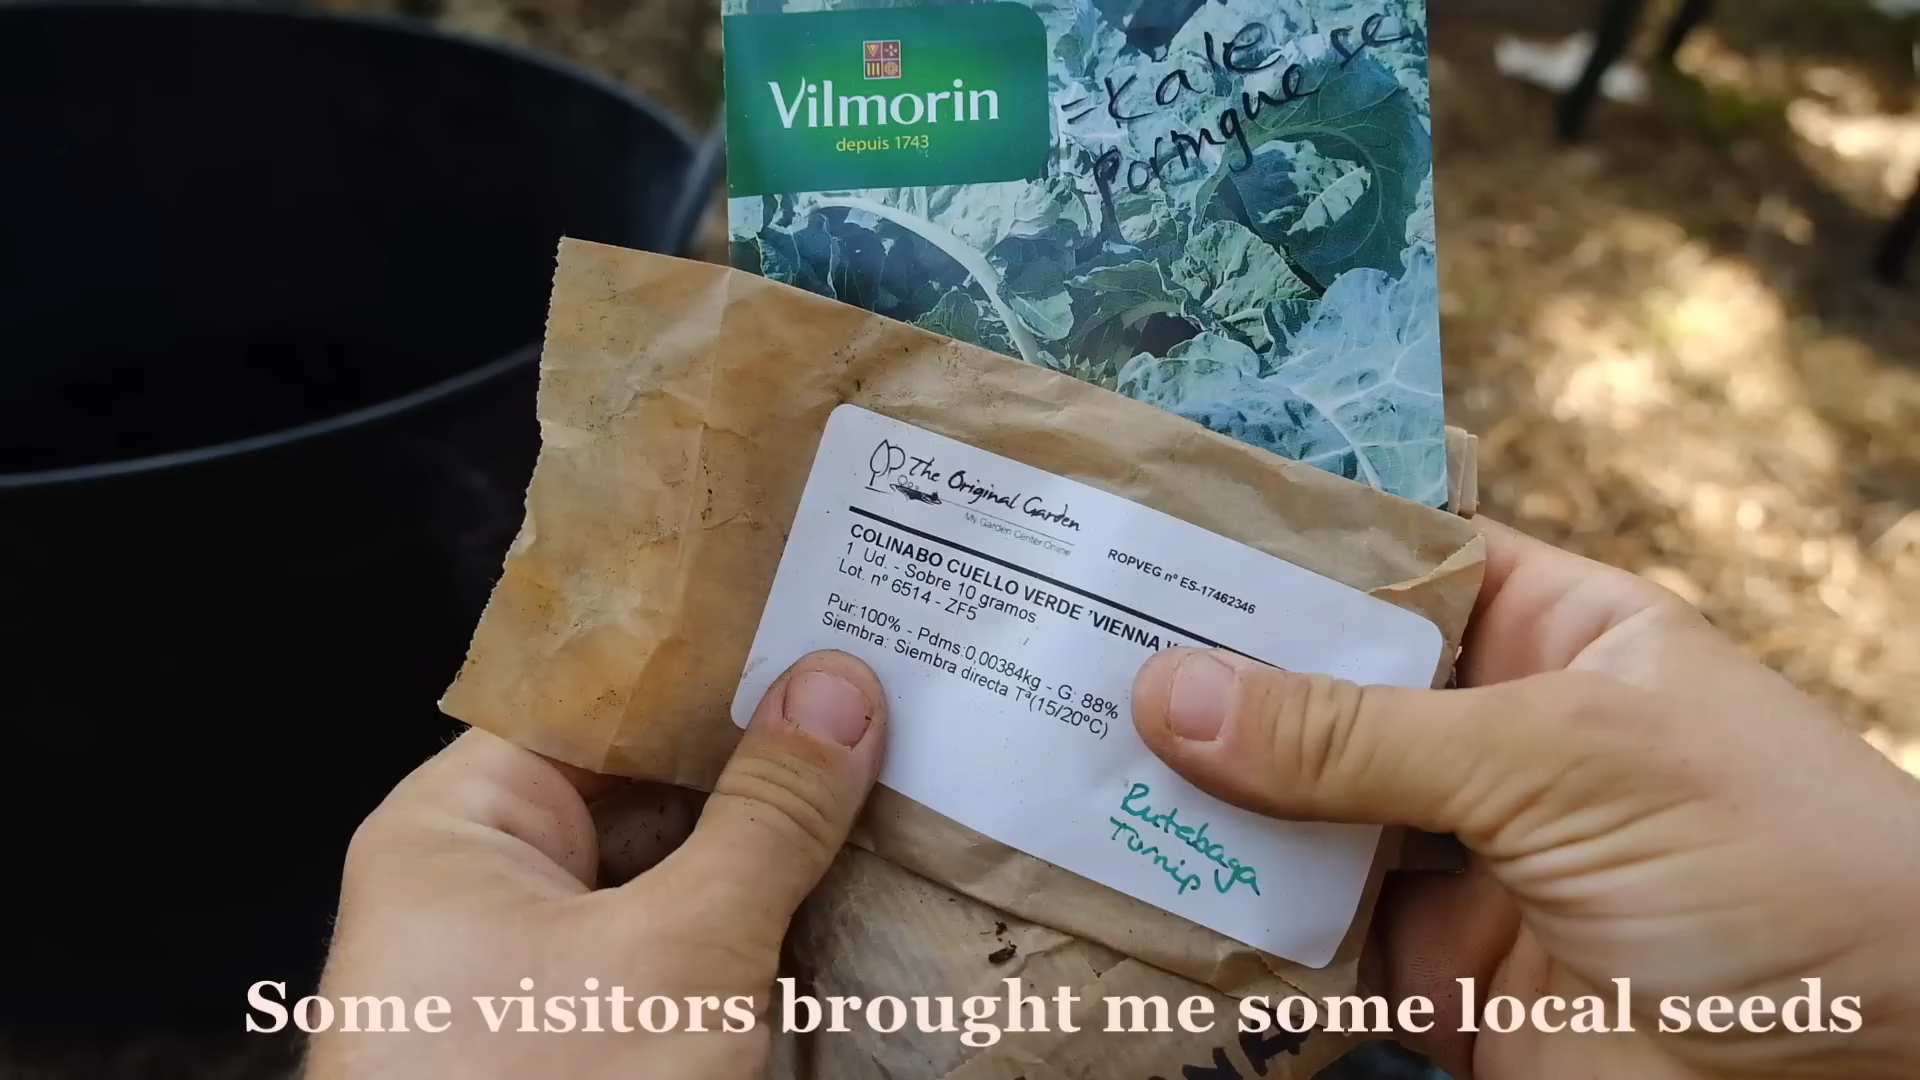 Vilmorin
depuis 1743
=Kale
Portinguese
The Original Garden
My Garden Center Online
ROPVEG nº ES-17462346
COLINABO CUELLO VERDE 'VIENNA
1 Ud. - Sobre 10 gramos
Lot. nº 6514 - ZF5
Pur:100% - Pdms:0,00384kg - G: 88%
Siembra: Siembra directa Tª(15/20ºC)
Rutabaga
Turnip
Some visitors brought me some local seeds